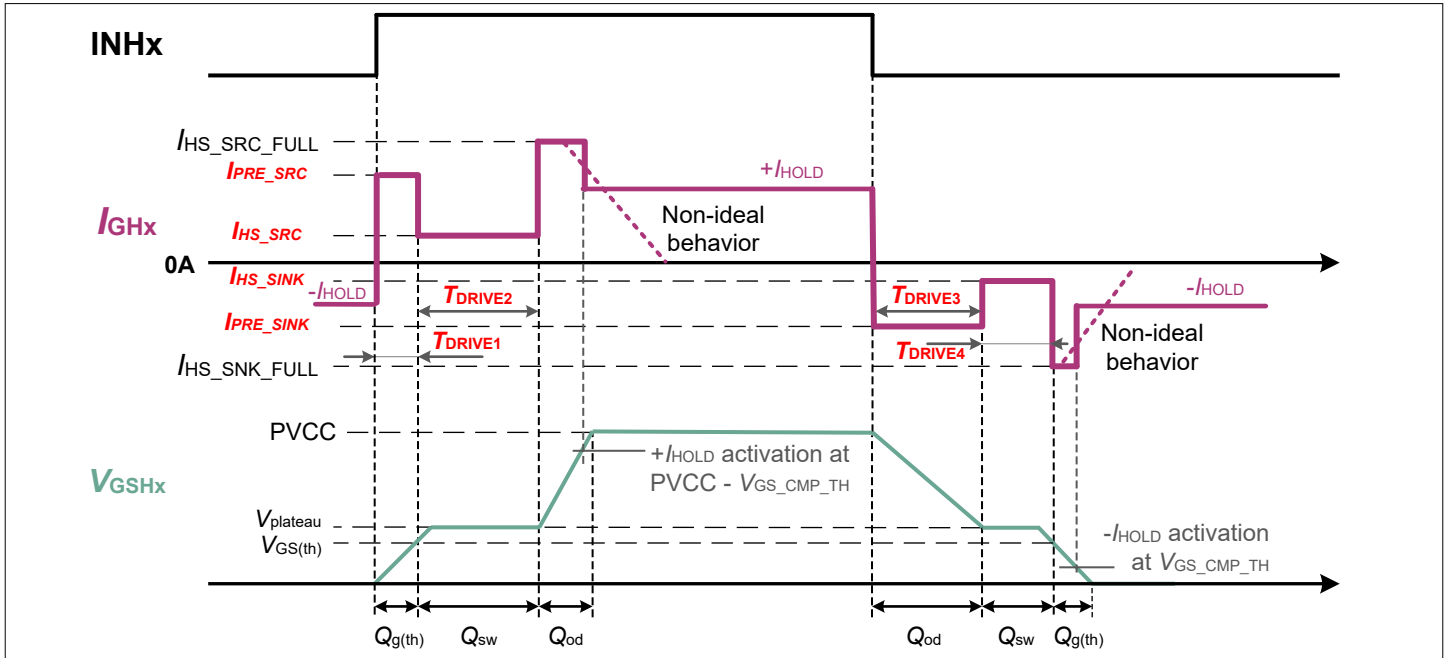 INHx
IHS_SRC_FULL
IPRE_SRC
+IHOLD
IGHx
IHS_SRC
Non-ideal
behavior
0A
IHS_SINK
-IHOLD
TDRIVE2
TDRIVE3
-IHOLD
IPRE_SINK
TDRIVE1
TDRIVE4
Non-ideal
behavior
IHS_SNK_FULL
PVCC
+IHOLD activation at
PVCC - VGS_CMP_TH
VGSHx
Vplateau
VGS(th)
-IHOLD activation
at VGS_CMP_TH
Qg(th)
Qsw
Qod
Qod
Qsw
Qg(th)